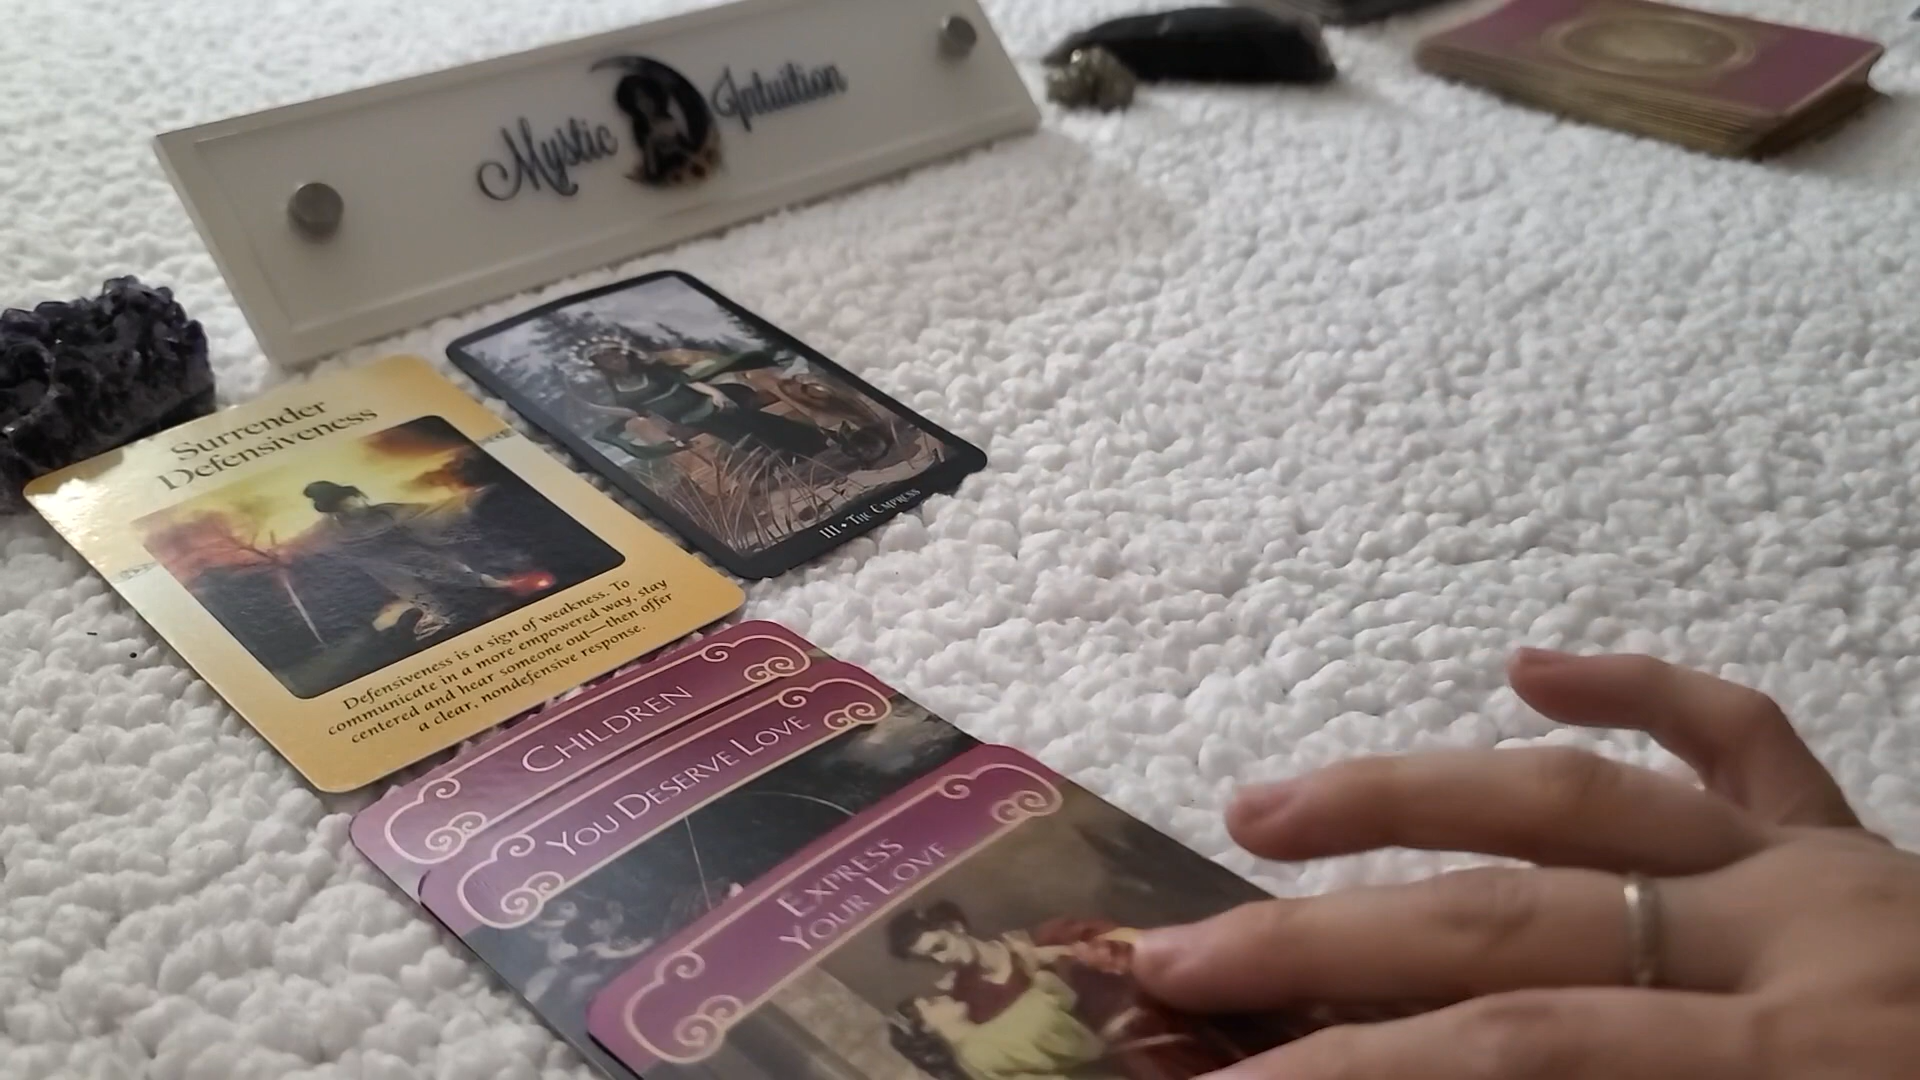 Mystic Intuition
Surrender
Defensiveness
Defensiveness is a sign of weakness. To
communicate in a more empowered way, stay
centered and hear someone out—then offer
a clear, nondefensive response.
III • The Empress
Children
You Deserve Love
Express
Your Love